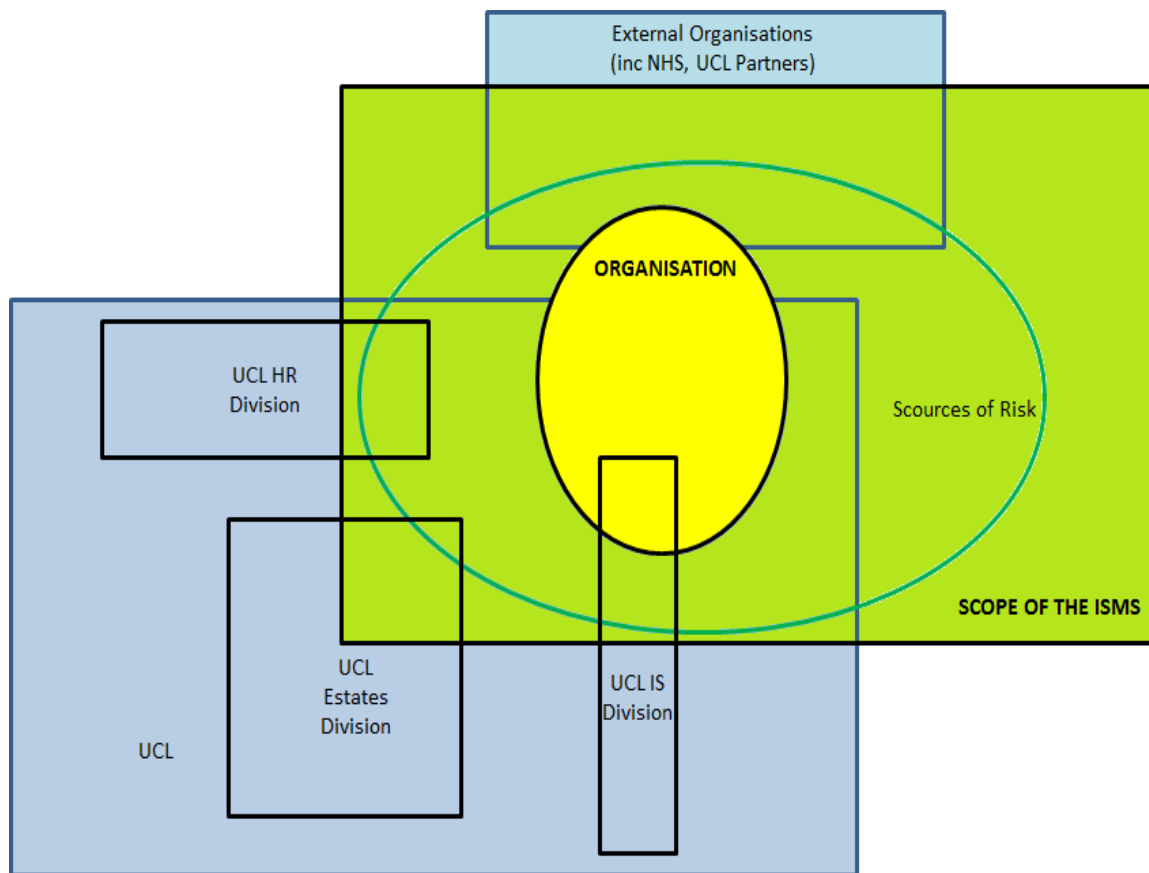 External Organisations
(inc NHS, UCL Partners)
ORGANISATION
UCL HR
Division
Scources of Risk
SCOPE OF THE ISMS
UCL
Estates
Division
UCL IS
Division
UCL